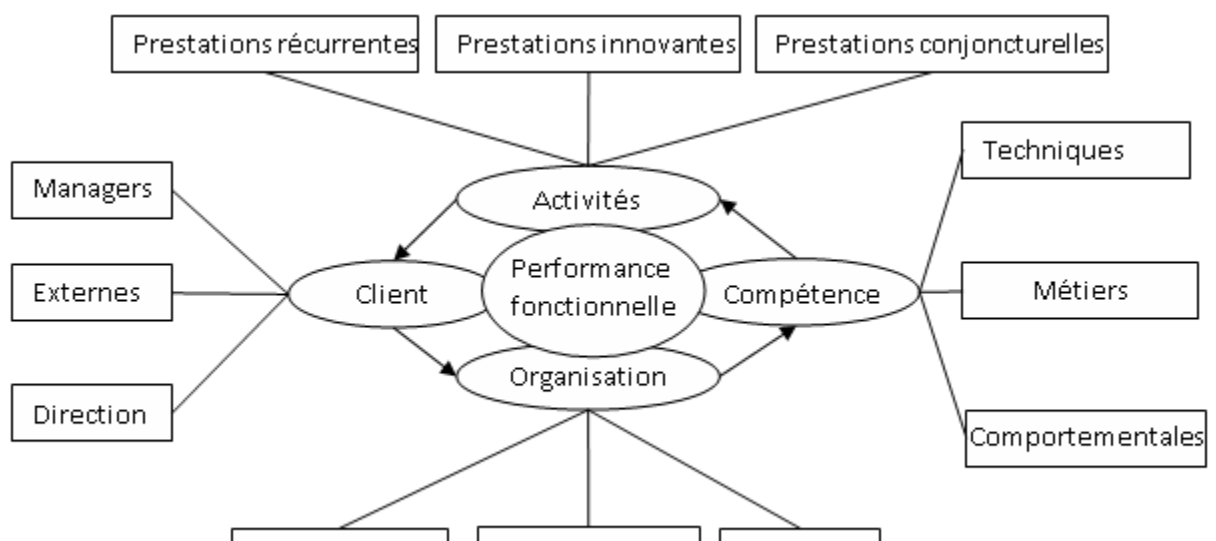 Prestations récurrentes
Prestations innovantes
Prestations conjoncturelles
Techniques
Managers
Activités
Performance
fonctionnelle
Externes
Client
Compétence
Métiers
Organisation
Direction
Comportementales